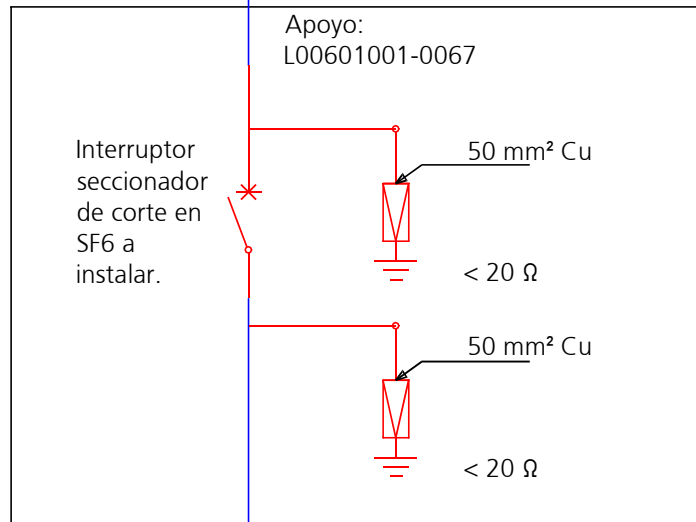 Apoyo:
L00601001-0067
Interruptor
seccionador
de corte en
SF6 a
instalar.
50 mm² Cu
< 20 Ω
50 mm² Cu
< 20 Ω